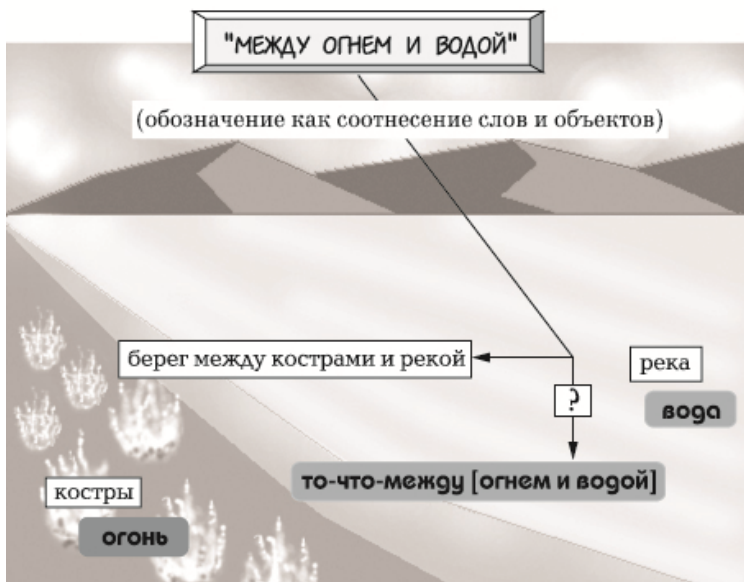 "МЕЖДУ ОГНЕМ И ВОДОЙ"
(обозначение как соотнесение слов и объектов)
берег между кострами и рекой
река
?
вода
то-что-между [огнем и водой]
костры
огонь